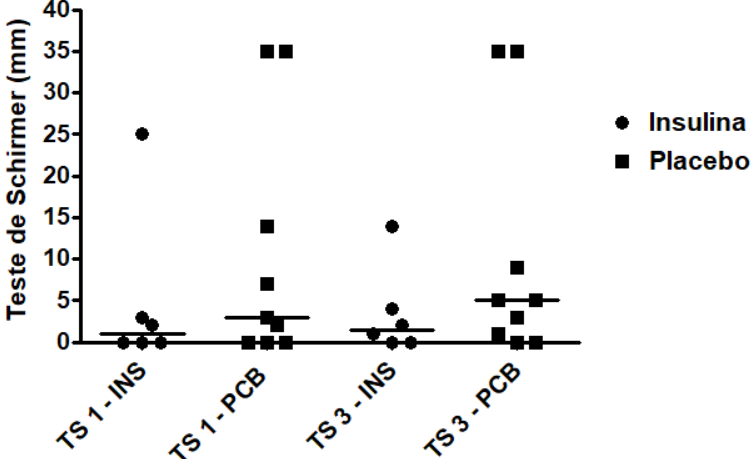 Teste de Schirmer (mm)
40
35
30
25
20
15
10
5
0
TS 1 - INS
TS 1 - PCB
TS 3 - INS
TS 3 - PCB
Insulina
Placebo